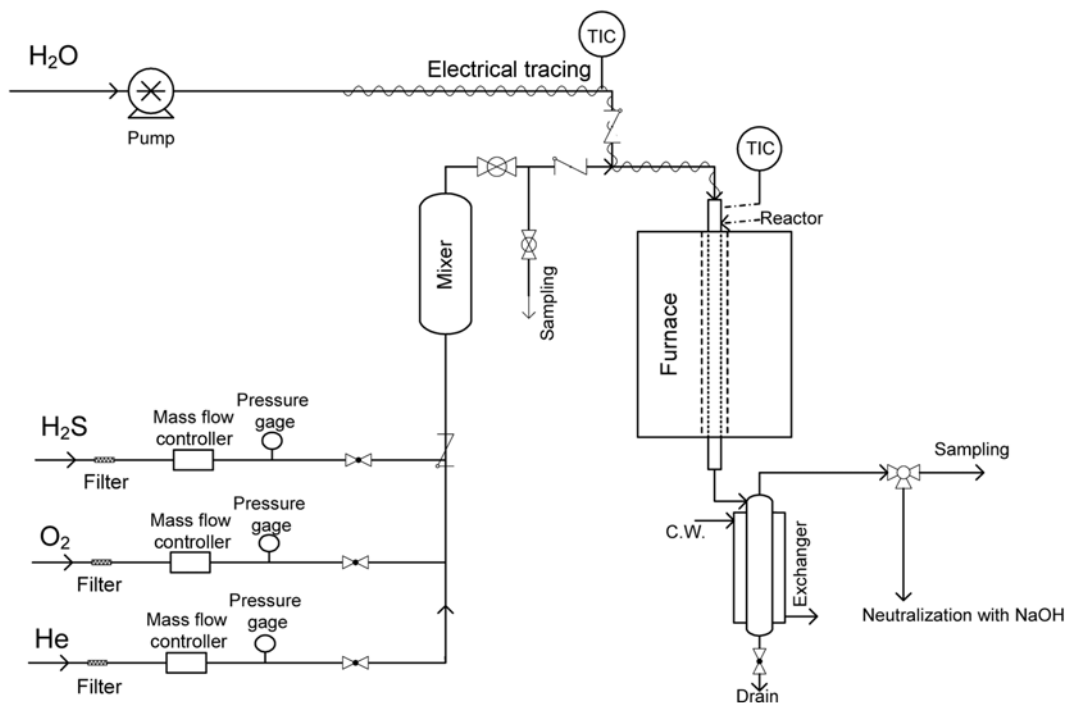 TIC
H₂O
Electrical tracing
Pump
TIC
Reactor
Mixer
Sampling
Furnace
H₂S
Mass flow
controller
Pressure
gage
Filter
Sampling
O₂
Mass flow
controller
Pressure
gage
Filter
C.W.
Exchanger
Neutralization with NaOH
He
Mass flow
controller
Pressure
gage
Filter
Drain